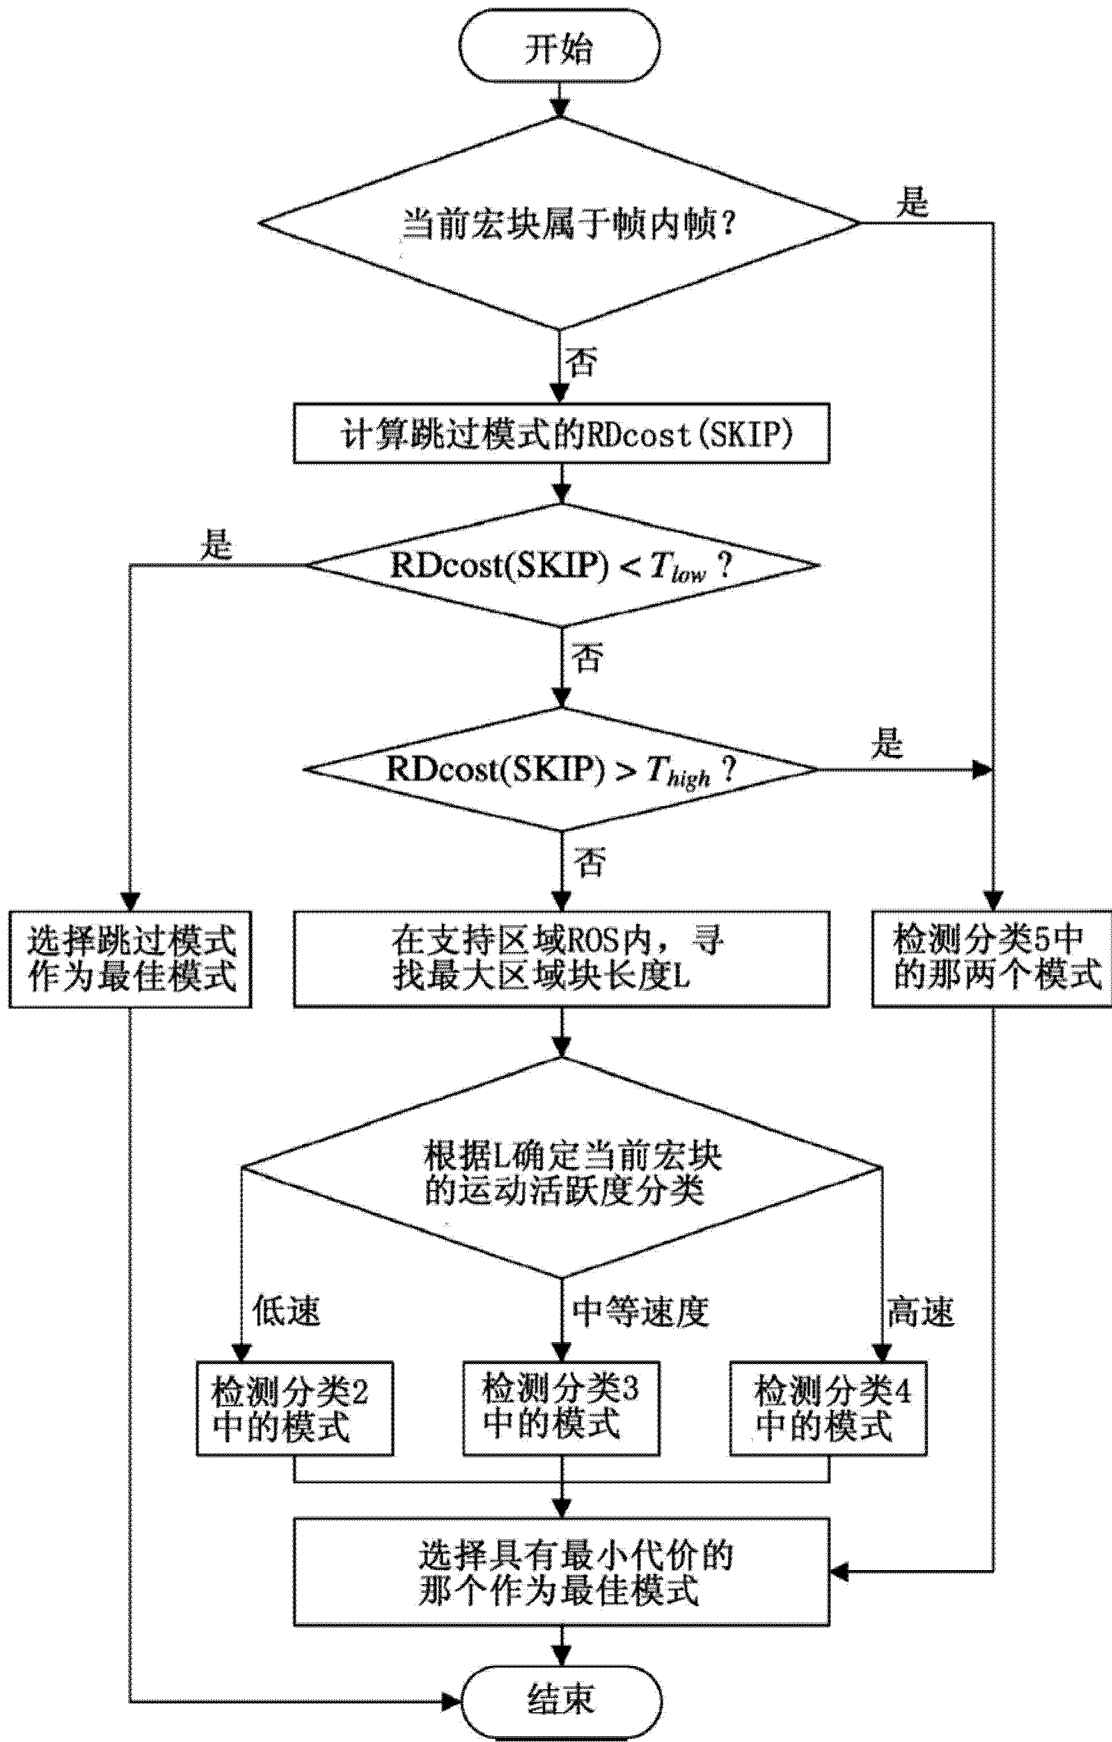 开始
当前宏块属于帧内帧?
是
否
计算跳过模式的RDcost(SKIP)
是
RDcost(SKIP) < Tlow ?
否
RDcost(SKIP) > Thigh ?
是
否
选择跳过模式
作为最佳模式
在支持区域ROS内，寻
找最大区域块长度L
检测分类5中
的那两个模式
根据L确定当前宏块
的运动活跃度分类
低速
中等速度
高速
检测分类2
中的模式
检测分类3
中的模式
检测分类4
中的模式
选择具有最小代价的
那个作为最佳模式
结束